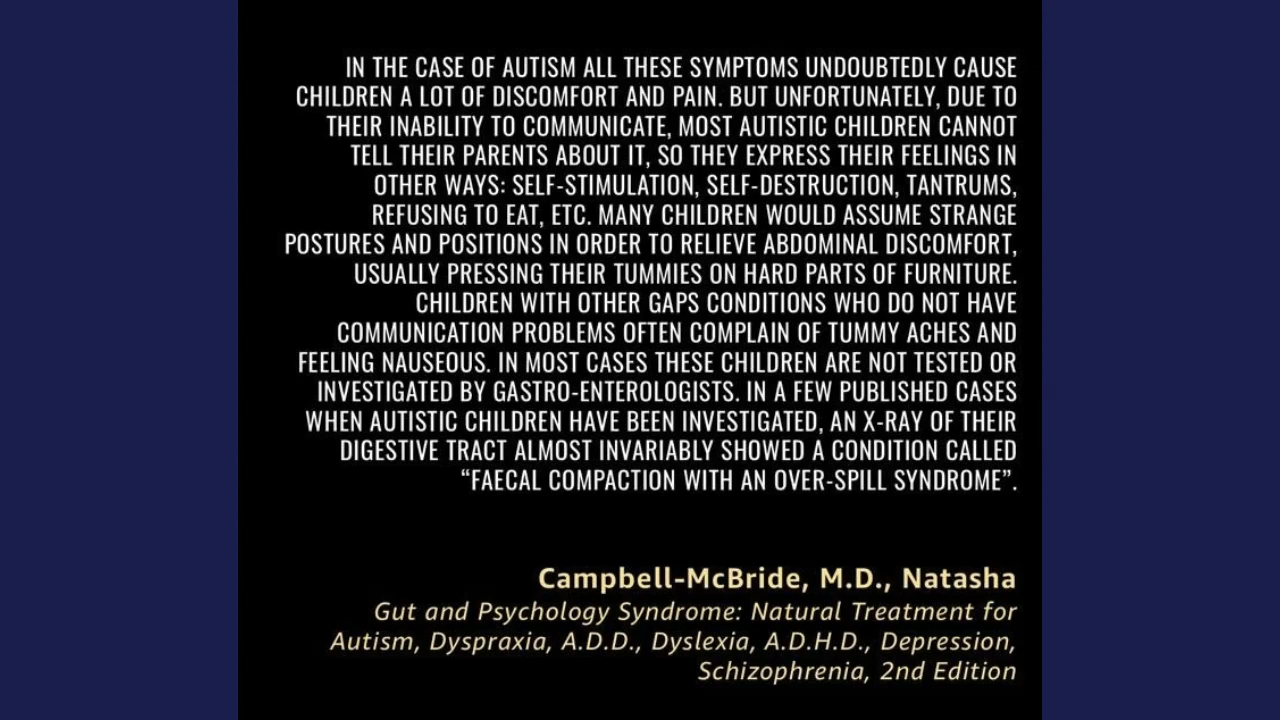 IN THE CASE OF AUTISM ALL THESE SYMPTOMS UNDOUBTEDLY CAUSE
CHILDREN A LOT OF DISCOMFORT AND PAIN. BUT UNFORTUNATELY, DUE TO
THEIR INABILITY TO COMMUNICATE, MOST AUTISTIC CHILDREN CANNOT
TELL THEIR PARENTS ABOUT IT, SO THEY EXPRESS THEIR FEELINGS IN
OTHER WAYS: SELF-STIMULATION, SELF-DESTRUCTION, TANTRUMS,
REFUSING TO EAT, ETC. MANY CHILDREN WOULD ASSUME STRANGE
POSTURES AND POSITIONS IN ORDER TO RELIEVE ABDOMINAL DISCOMFORT,
USUALLY PRESSING THEIR TUMMIES ON HARD PARTS OF FURNITURE.
CHILDREN WITH OTHER GAPS CONDITIONS WHO DO NOT HAVE
COMMUNICATION PROBLEMS OFTEN COMPLAIN OF TUMMY ACHES AND
FEELING NAUSEOUS. IN MOST CASES THESE CHILDREN ARE NOT TESTED OR
INVESTIGATED BY GASTRO-ENTEROLOGISTS. IN A FEW PUBLISHED CASES
WHEN AUTISTIC CHILDREN HAVE BEEN INVESTIGATED, AN X-RAY OF THEIR
DIGESTIVE TRACT ALMOST INVARIABLY SHOWED A CONDITION CALLED
“FAECAL COMPACTION WITH AN OVER-SPILL SYNDROME”.
Campbell-McBride, M.D., Natasha
Gut and Psychology Syndrome: Natural Treatment for
Autism, Dyspraxia, A.D.D., Dyslexia, A.D.H.D., Depression,
Schizophrenia, 2nd Edition